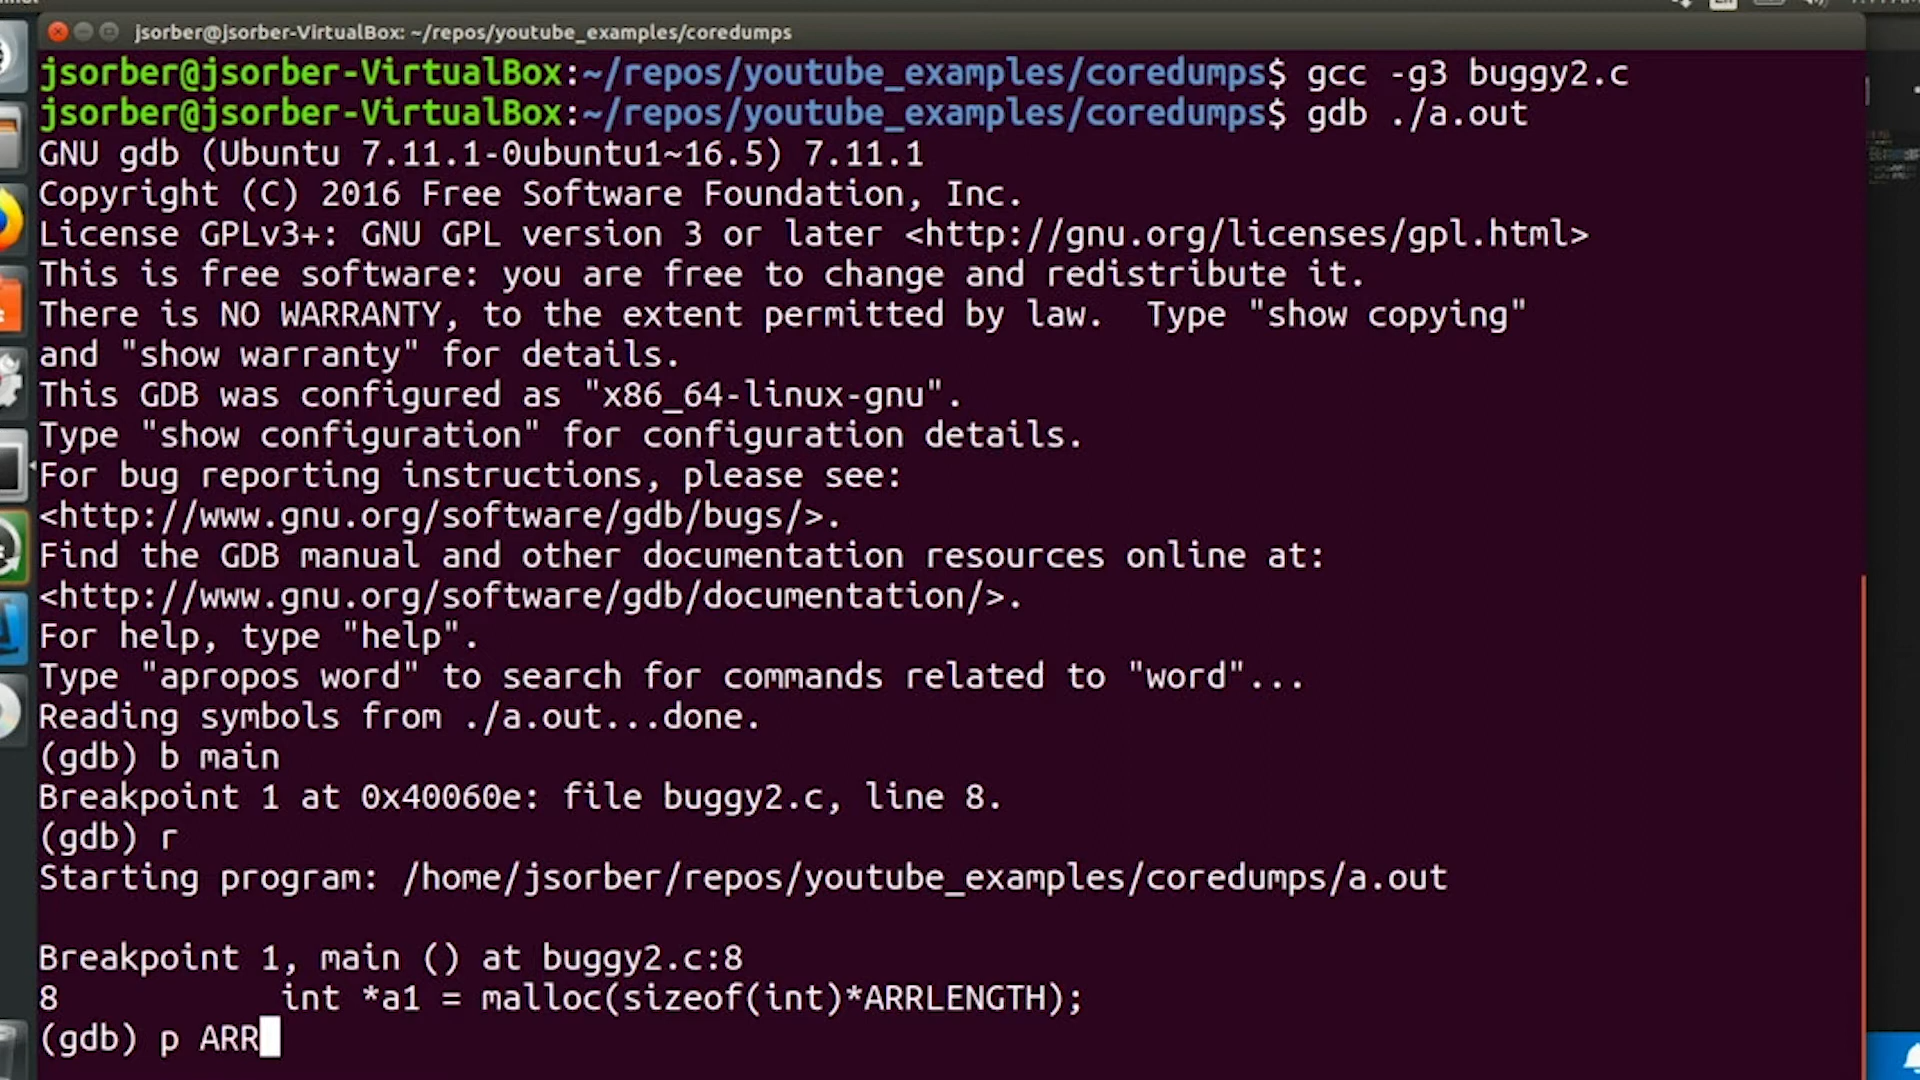 jsorber@jsorber-VirtualBox: ~/repos/youtube_examples/coredumps
jsorber@jsorber-VirtualBox:~/repos/youtube_examples/coredumps$ gcc -g3 buggy2.c
jsorber@jsorber-VirtualBox:~/repos/youtube_examples/coredumps$ gdb ./a.out
GNU gdb (Ubuntu 7.11.1-0ubuntu1~16.5) 7.11.1
Copyright (C) 2016 Free Software Foundation, Inc.
License GPLv3+: GNU GPL version 3 or later <http://gnu.org/licenses/gpl.html>
This is free software: you are free to change and redistribute it.
There is NO WARRANTY, to the extent permitted by law.  Type "show copying"
and "show warranty" for details.
This GDB was configured as "x86_64-linux-gnu".
Type "show configuration" for configuration details.
For bug reporting instructions, please see:
<http://www.gnu.org/software/gdb/bugs/>.
Find the GDB manual and other documentation resources online at:
<http://www.gnu.org/software/gdb/documentation/>.
For help, type "help".
Type "apropos word" to search for commands related to "word"...
Reading symbols from ./a.out...done.
(gdb) b main
Breakpoint 1 at 0x40060e: file buggy2.c, line 8.
(gdb) r
Starting program: /home/jsorber/repos/youtube_examples/coredumps/a.out
Breakpoint 1, main () at buggy2.c:8
8           int *a1 = malloc(sizeof(int)*ARRLENGTH);
(gdb) p ARR